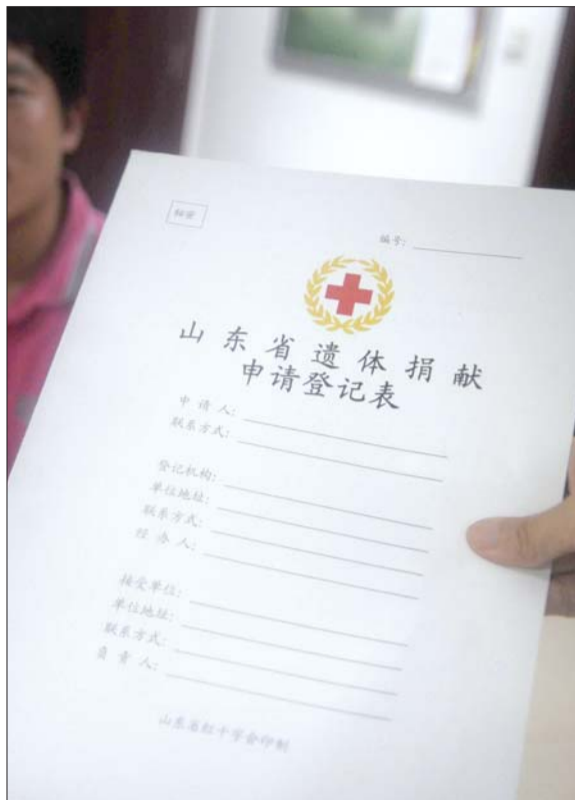 秘密
编号:
山东省遗体捐献
申请登记表
申请人:
联系方式:
登记机构:
单位地址:
联系方式:
经办人:
接受单位:
单位地址:
联系方式:
负责人:
山东省红十字会印制